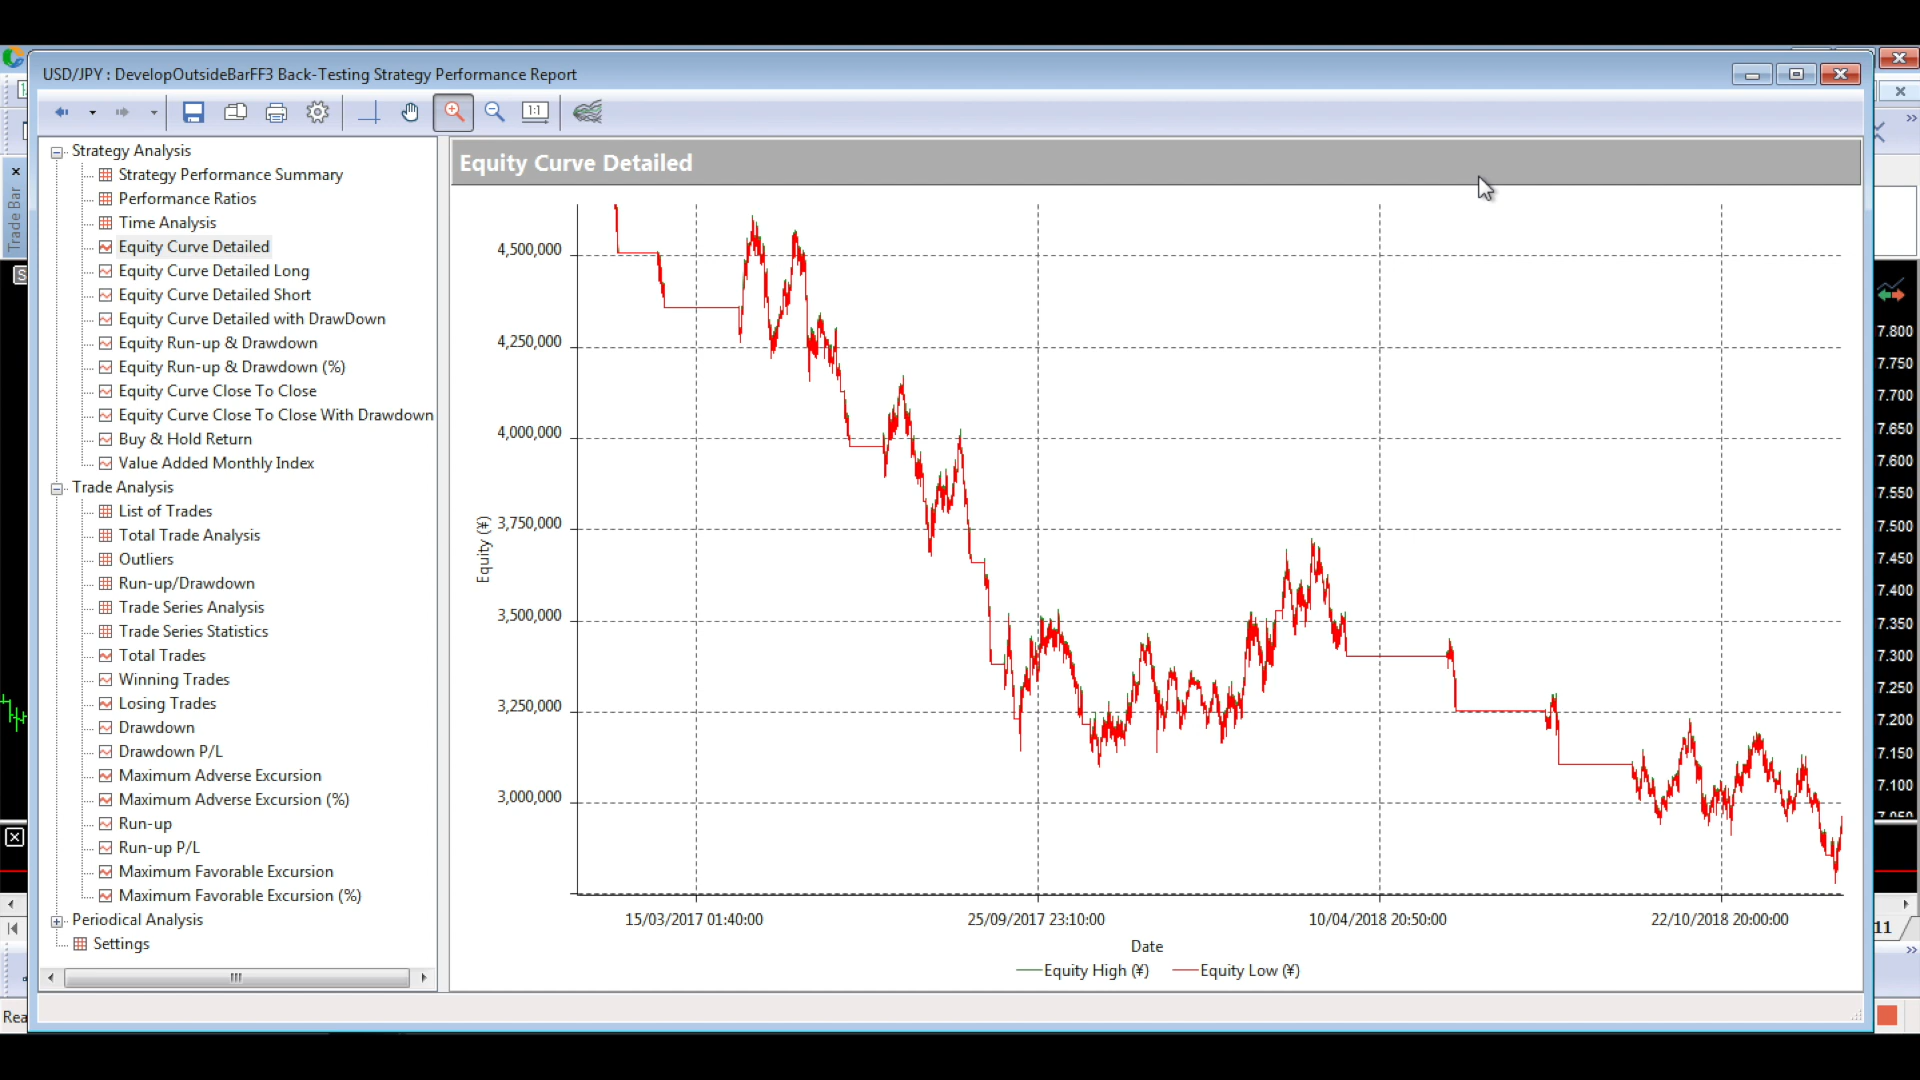 USD/JPY : DevelopOutsideBarFF3 Back-Testing Strategy Performance Report
1:1
Trade Bar
Strategy Analysis
Strategy Performance Summary
Performance Ratios
Time Analysis
Equity Curve Detailed
Equity Curve Detailed Long
Equity Curve Detailed Short
Equity Curve Detailed with DrawDown
Equity Run-up & Drawdown
Equity Run-up & Drawdown (%)
Equity Curve Close To Close
Equity Curve Close To Close With Drawdown
Buy & Hold Return
Value Added Monthly Index
Trade Analysis
List of Trades
Total Trade Analysis
Outliers
Run-up/Drawdown
Trade Series Analysis
Trade Series Statistics
Total Trades
Winning Trades
Losing Trades
Drawdown
Drawdown P/L
Maximum Adverse Excursion
Maximum Adverse Excursion (%)
Run-up
Run-up P/L
Maximum Favorable Excursion
Maximum Favorable Excursion (%)
Periodical Analysis
Settings
Equity Curve Detailed
4,500,000
4,250,000
4,000,000
3,750,000
3,500,000
3,250,000
3,000,000
Equity (¥)
15/03/2017 01:40:00
25/09/2017 23:10:00
10/04/2018 20:50:00
22/10/2018 20:00:00
Date
Equity High (¥)
Equity Low (¥)
7.800
7.750
7.700
7.650
7.600
7.550
7.500
7.450
7.400
7.350
7.300
7.250
7.200
7.150
7.100
7.050
11
Rea